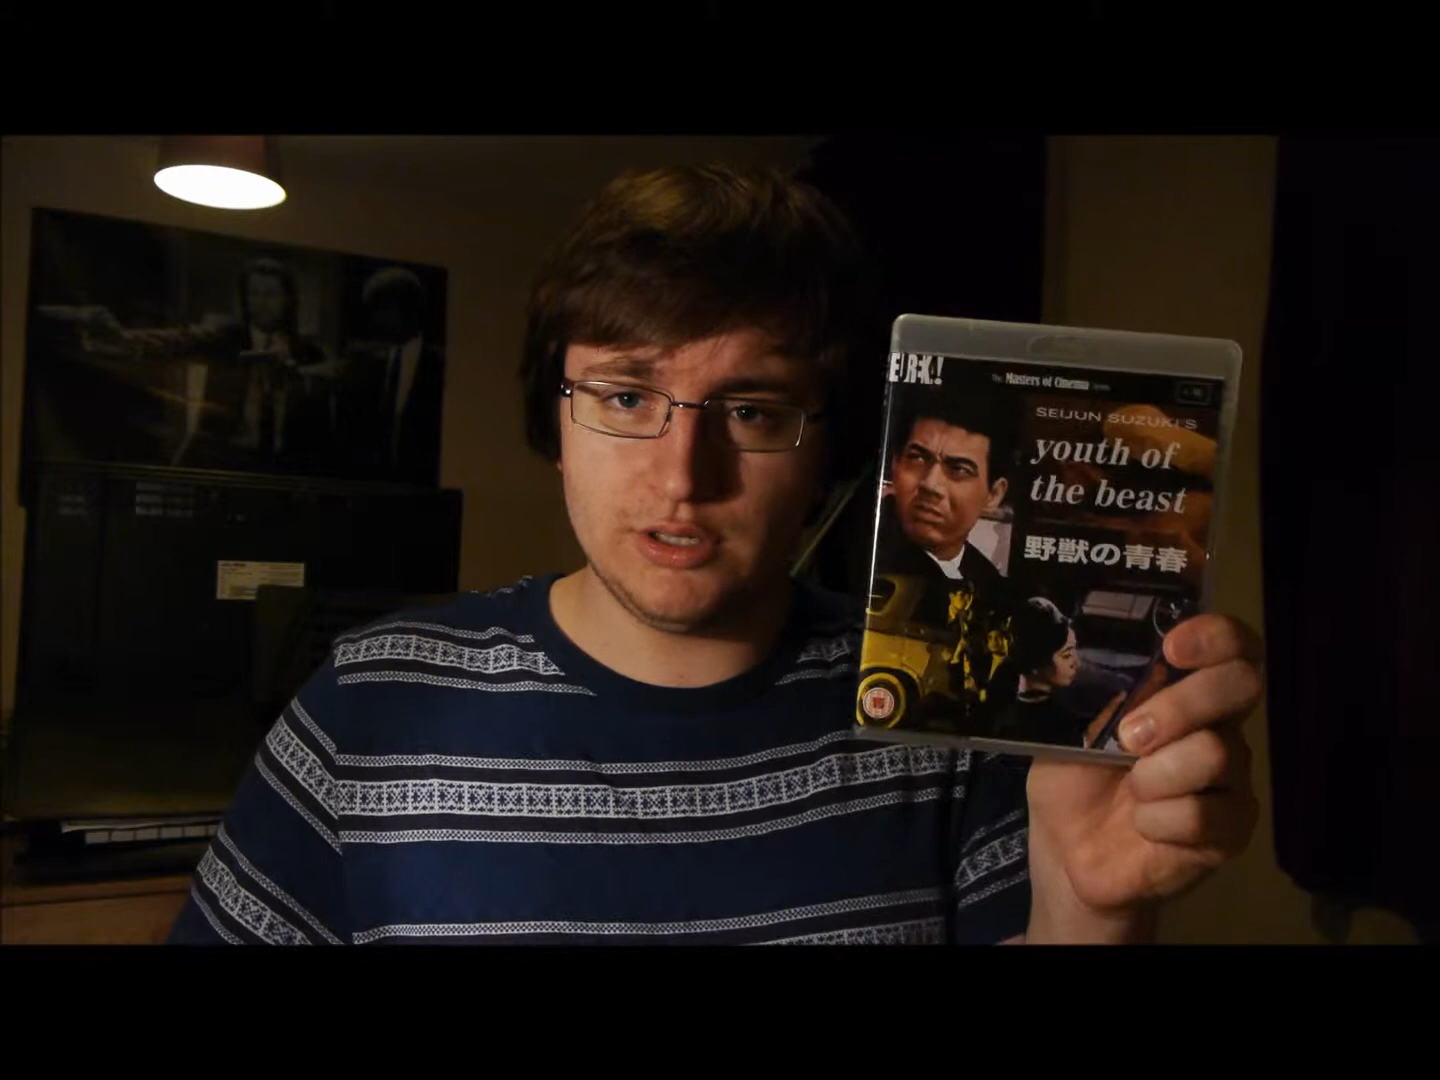 EUREKA!
The Masters of Cinema Series
SEIJUN SUZUKI'S
youth of
the beast
野獣の青春